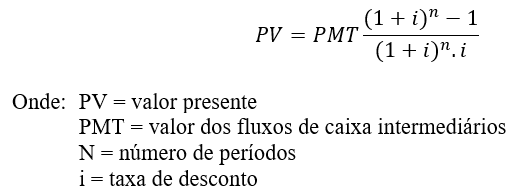 PV = PMT \frac{(1 + i)^n - 1}{(1 + i)^n . i}
Onde: PV = valor presente
PMT = valor dos fluxos de caixa intermediários
N = número de períodos
i = taxa de desconto